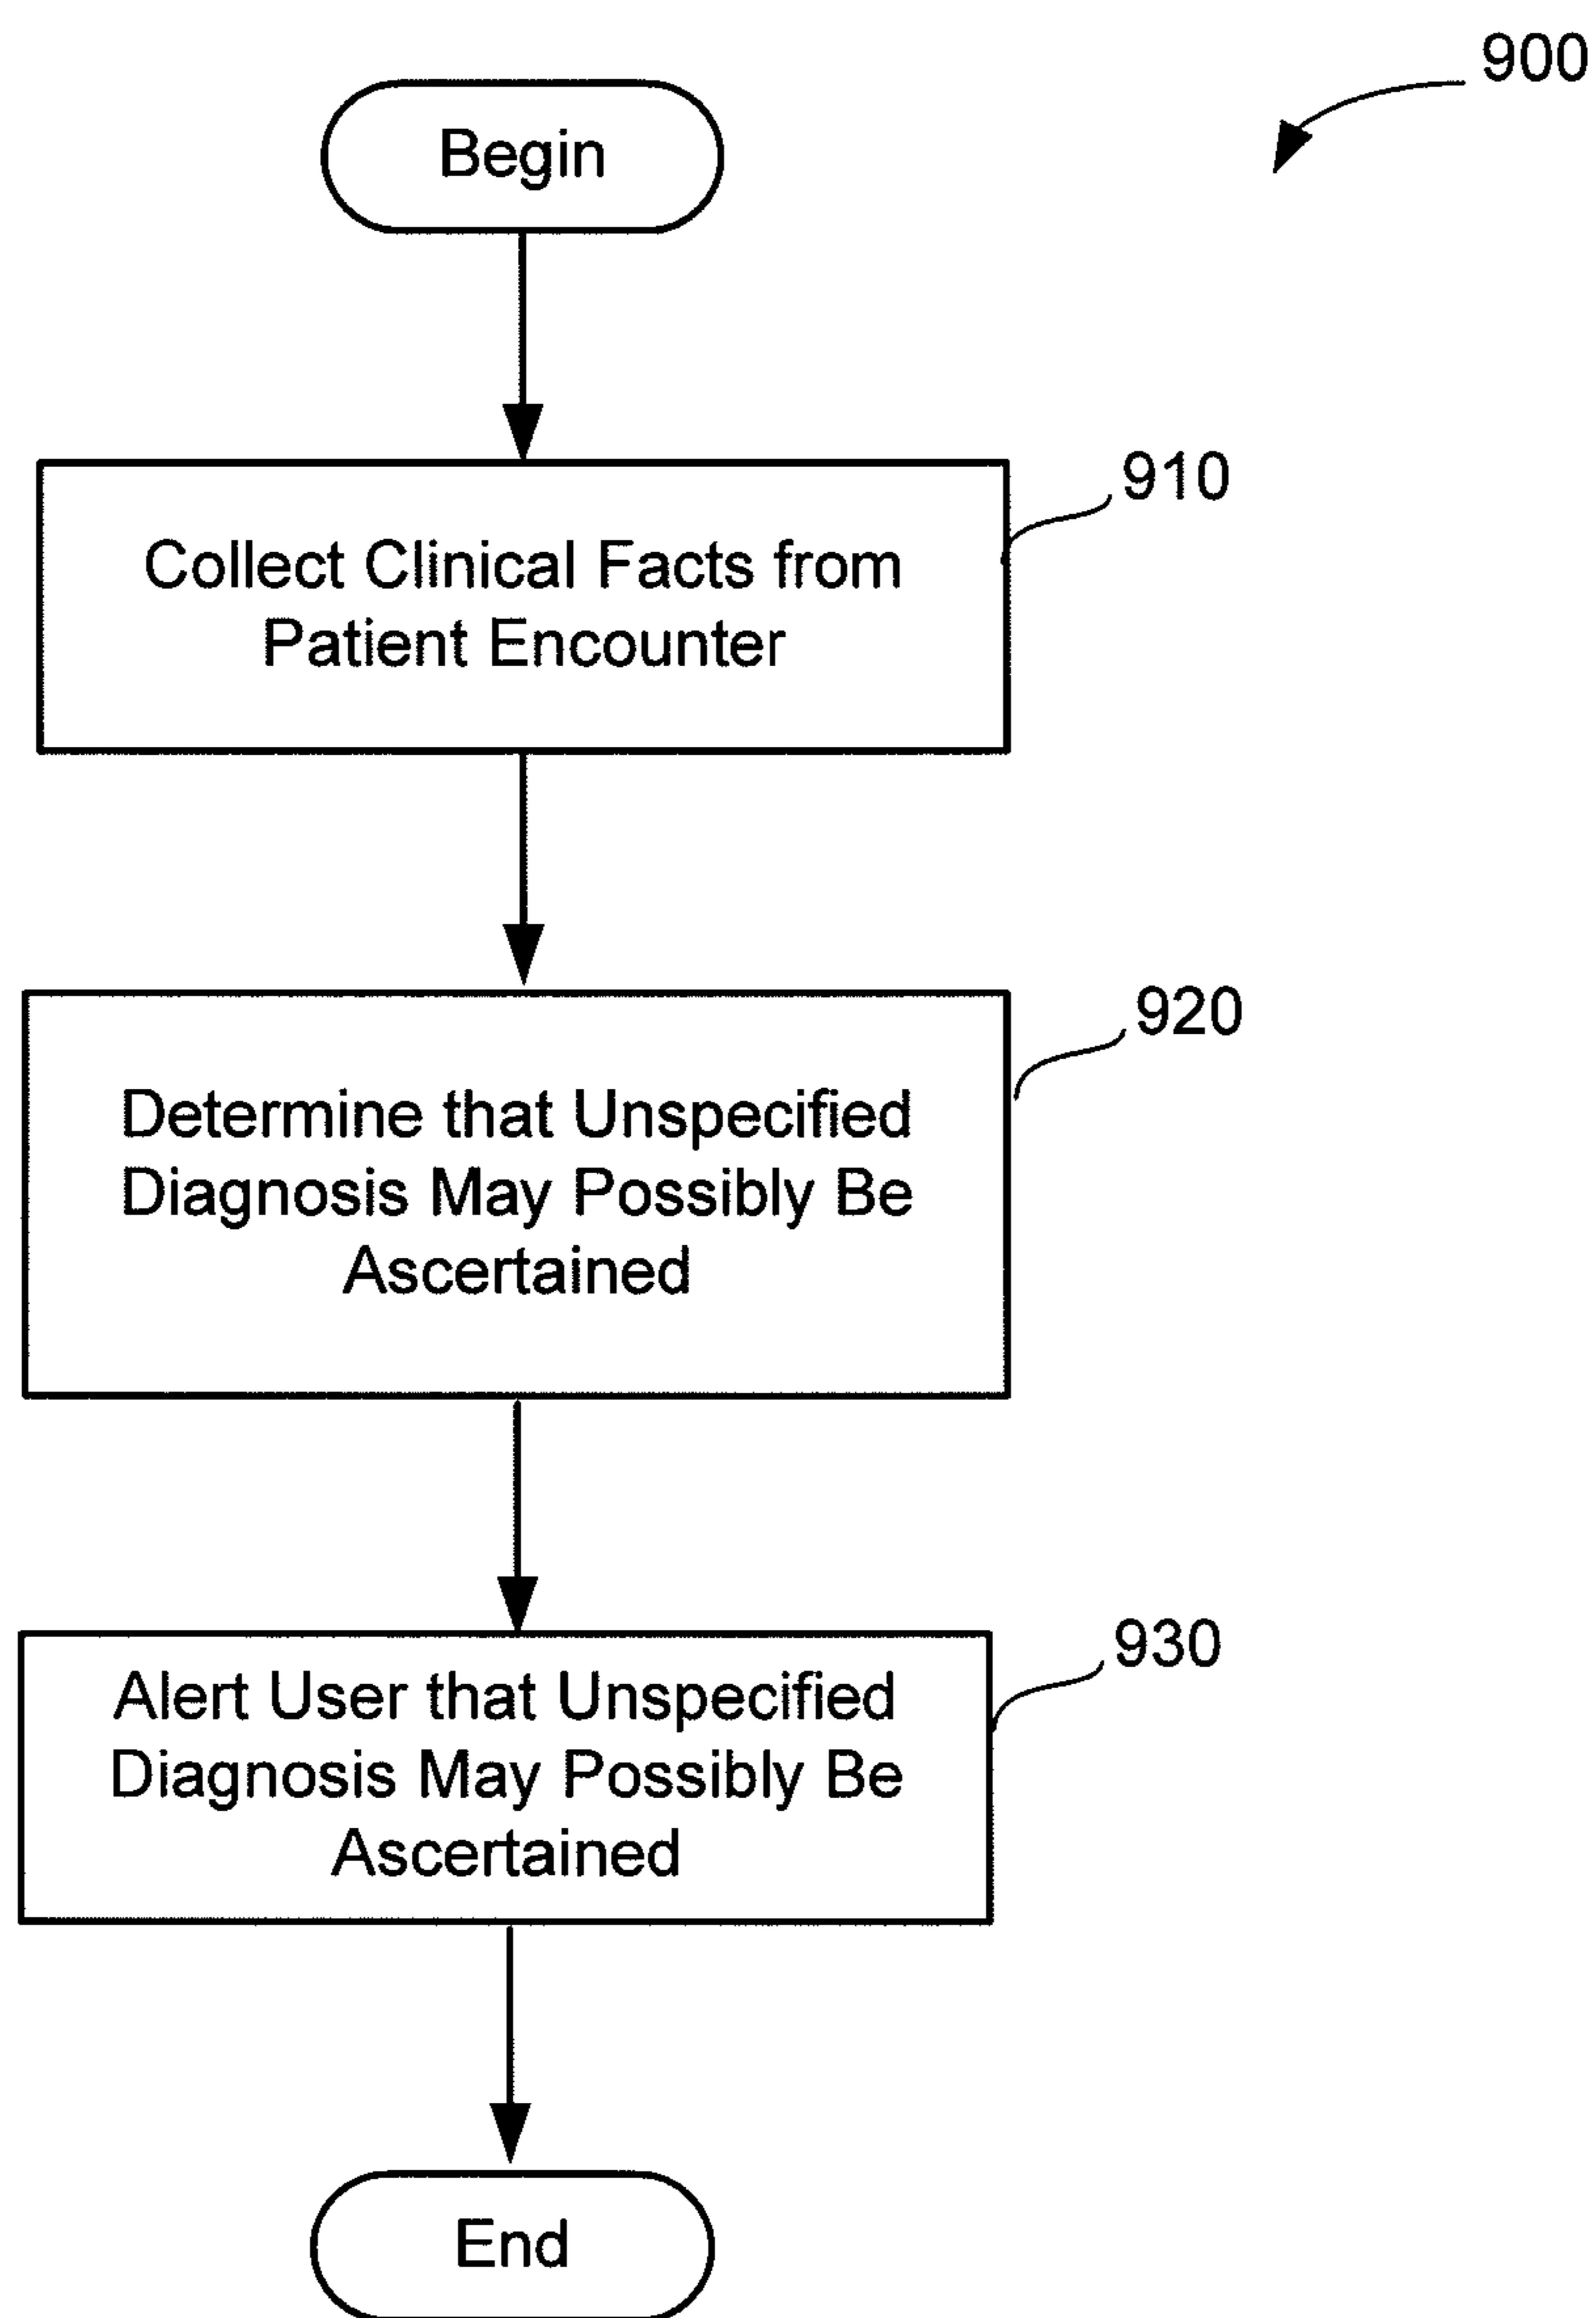 900
Begin
910
Collect Clinical Facts from
Patient Encounter
920
Determine that Unspecified
Diagnosis May Possibly Be
Ascertained
930
Alert User that Unspecified
Diagnosis May Possibly Be
Ascertained
End